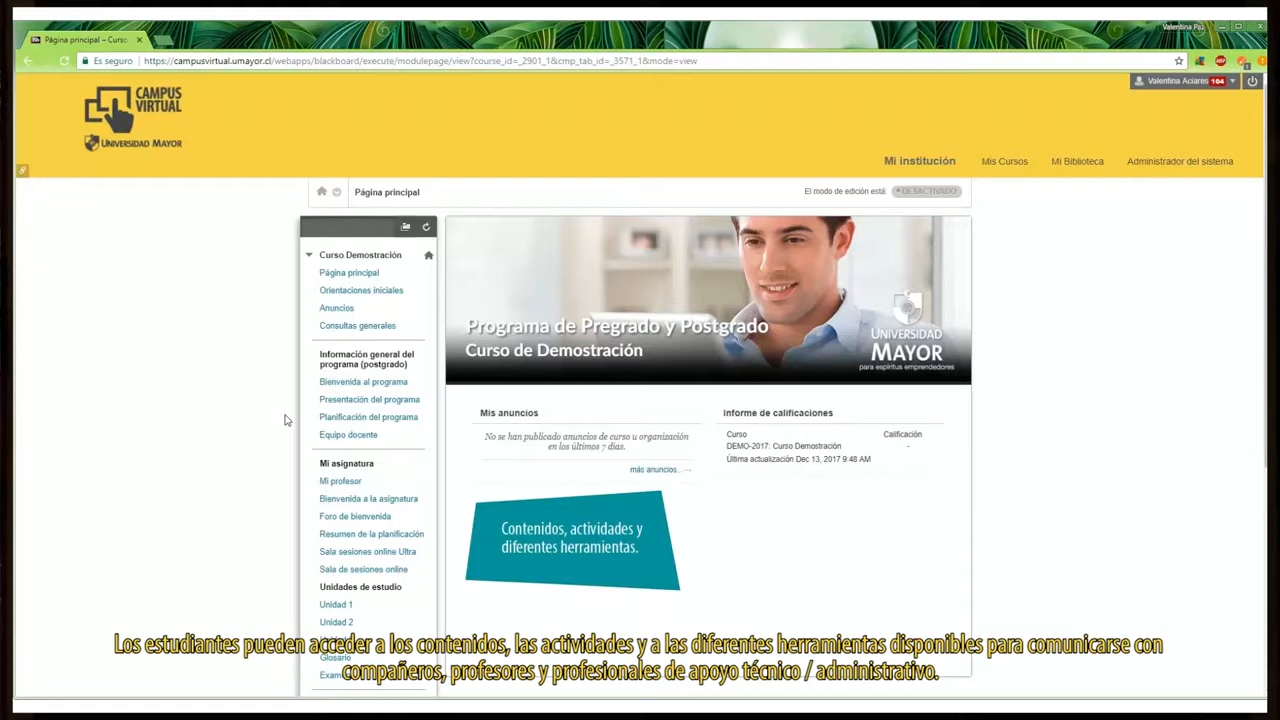 Valentina Paz
Página principal – Curso
Es seguro
https://campusvirtual.umayor.cl/webapps/blackboard/execute/modulepage/view?course_id=_2901_1&cmp_tab_id=_3571_1&mode=view
Valentina Aciares 104
CAMPUS
VIRTUAL
UNIVERSIDAD MAYOR
Mi institución
Mis Cursos
Mi Biblioteca
Administrador del sistema
Página principal
El modo de edición está:
DESACTIVADO
Curso Demostración
Página principal
Orientaciones iniciales
Anuncios
Consultas generales
Información general del
programa (postgrado)
Bienvenida al programa
Presentación del programa
Planificación del programa
Equipo docente
Mi asignatura
Mi profesor
Bienvenida a la asignatura
Foro de bienvenida
Resumen de la planificación
Sala sesiones online Ultra
Sala de sesiones online
Unidades de estudio
Unidad 1
Unidad 2
Glosario
Programa de Pregrado y Postgrado
Curso de Demostración
UNIVERSIDAD
MAYOR
para espíritus emprendedores
Mis anuncios
No se han publicado anuncios de curso u organización
en los últimos 7 días.
más anuncios...→
Informe de calificaciones
Curso
Calificación
DEMO-2017: Curso Demostración
-
Última actualización Dec 13, 2017 9:48 AM
Contenidos, actividades y
diferentes herramientas.
Los estudiantes pueden acceder a los contenidos, las actividades y a las diferentes herramientas disponibles para comunicarse con
compañeros, profesores y profesionales de apoyo técnico / administrativo.